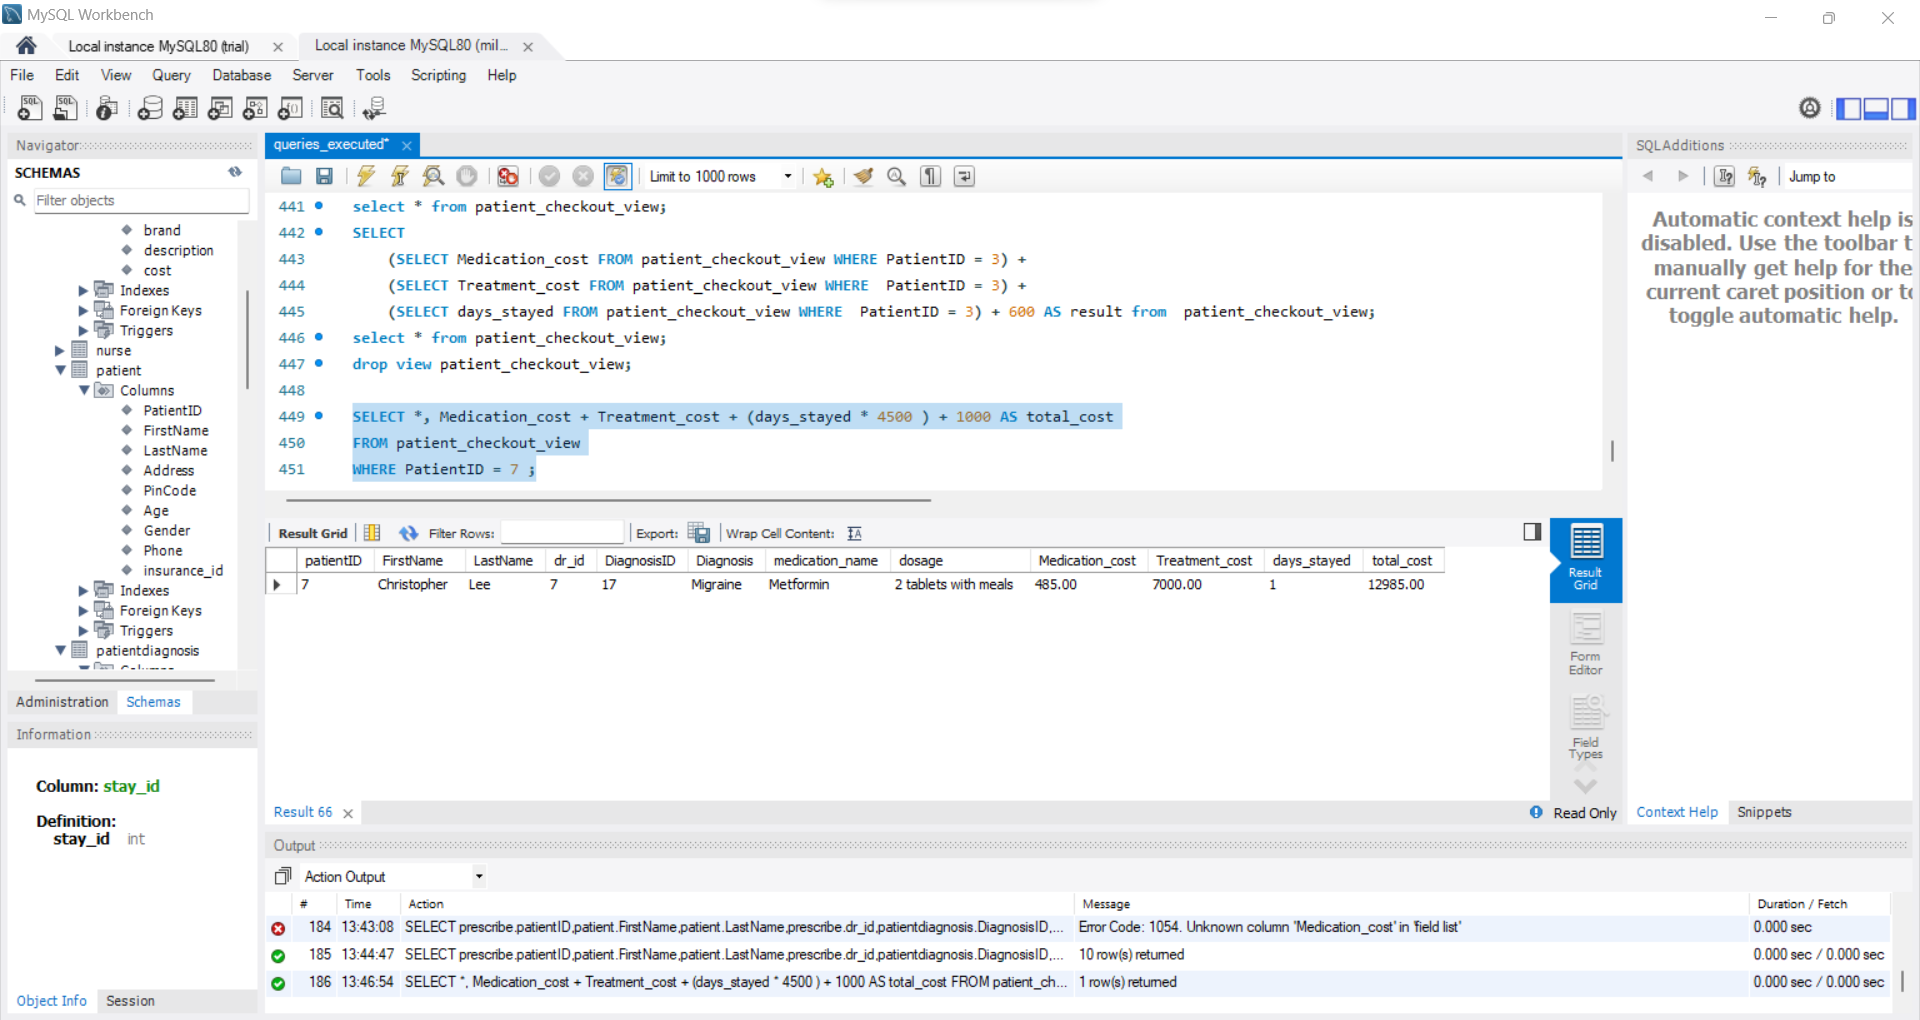 MySQL Workbench
Local instance MySQL80 (trial)
Local instance MySQL80 (mil...
File Edit View Query Database Server Tools Scripting Help
Navigator
SCHEMAS
Filter objects
brand
description
cost
Indexes
Foreign Keys
Triggers
nurse
patient
Columns
PatientID
FirstName
LastName
Address
PinCode
Age
Gender
Phone
insurance_id
Indexes
Foreign Keys
Triggers
patientdiagnosis
Administration Schemas
Information
Column: stay_id
Definition:
stay_id int
Object Info Session
queries_executed*
Limit to 1000 rows
441 select * from patient_checkout_view;
442 SELECT
443 (SELECT Medication_cost FROM patient_checkout_view WHERE PatientID = 3) +
444 (SELECT Treatment_cost FROM patient_checkout_view WHERE PatientID = 3) +
445 (SELECT days_stayed FROM patient_checkout_view WHERE PatientID = 3) + 600 AS result from patient_checkout_view;
446 select * from patient_checkout_view;
447 drop view patient_checkout_view;
448
449 SELECT *, Medication_cost + Treatment_cost + (days_stayed * 4500 ) + 1000 AS total_cost
450 FROM patient_checkout_view
451 WHERE PatientID = 7 ;
Result Grid Filter Rows: Export: Wrap Cell Content:
patientID FirstName LastName dr_id DiagnosisID Diagnosis medication_name dosage Medication_cost Treatment_cost days_stayed total_cost
7 Christopher Lee 7 17 Migraine Metformin 2 tablets with meals 485.00 7000.00 1 12985.00
Result
Grid
Form
Editor
Field
Types
Result 66
Read Only
SQLAdditions
Jump to
Automatic context help is
disabled. Use the toolbar t
manually get help for the
current caret position or to
toggle automatic help.
Context Help Snippets
Output
Action Output
# Time Action Message Duration / Fetch
184 13:43:08 SELECT prescribe.patientID,patient.FirstName,patient.LastName,prescribe.dr_id,patientdiagnosis.DiagnosisID,... Error Code: 1054. Unknown column 'Medication_cost' in 'field list' 0.000 sec
185 13:44:47 SELECT prescribe.patientID,patient.FirstName,patient.LastName,prescribe.dr_id,patientdiagnosis.DiagnosisID,... 10 row(s) returned 0.000 sec / 0.000 sec
186 13:46:54 SELECT *, Medication_cost + Treatment_cost + (days_stayed * 4500 ) + 1000 AS total_cost FROM patient_ch... 1 row(s) returned 0.000 sec / 0.000 sec